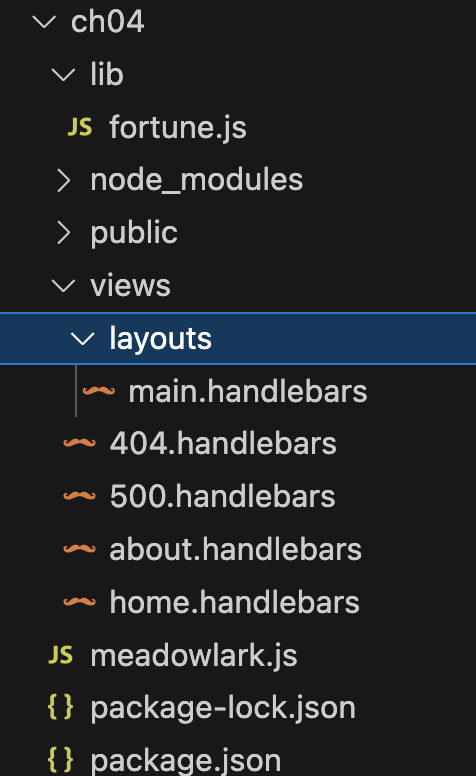 ch04
lib
JS fortune.js
node_modules
public
views
layouts
main.handlebars
404.handlebars
500.handlebars
about.handlebars
home.handlebars
JS meadowlark.js
{} package-lock.json
{} package.json